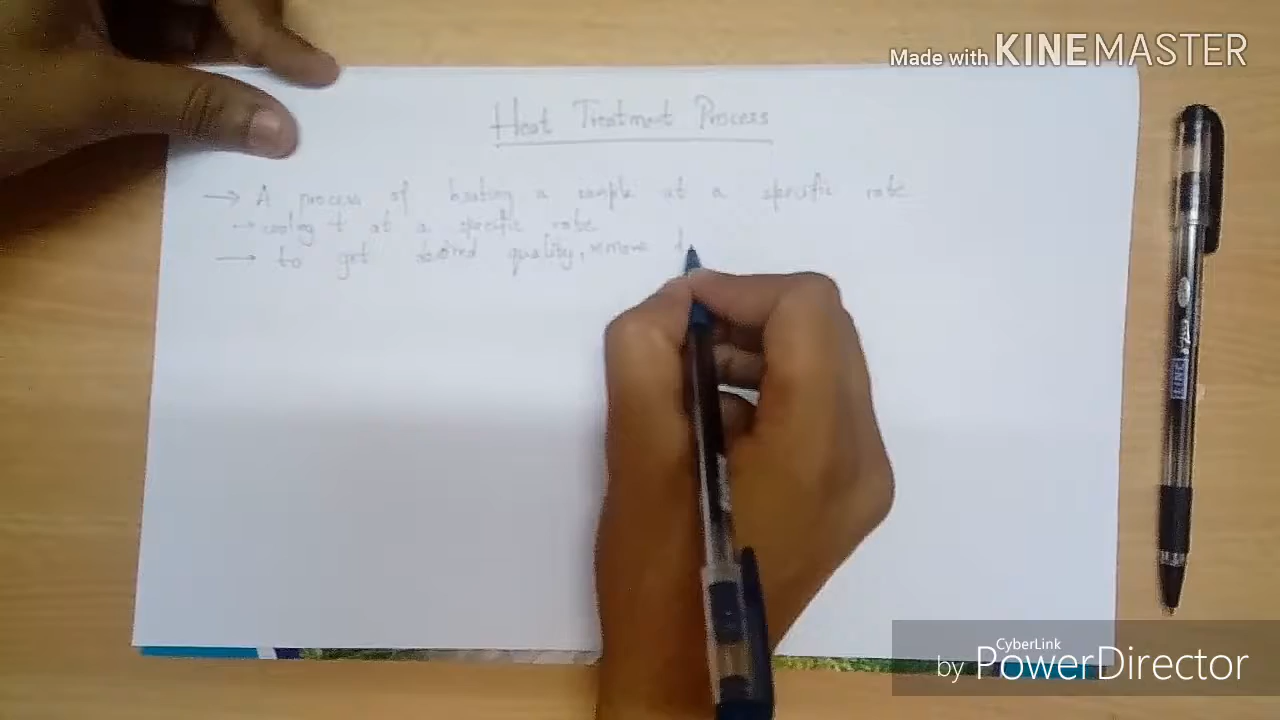 Made with KINEMASTER
Heat Treatment Process
→ A process of heating a sample at a specific rate
→ cooling t at a specific rate
→ to get desired quality, remove
LINC
CyberLink
by PowerDirector